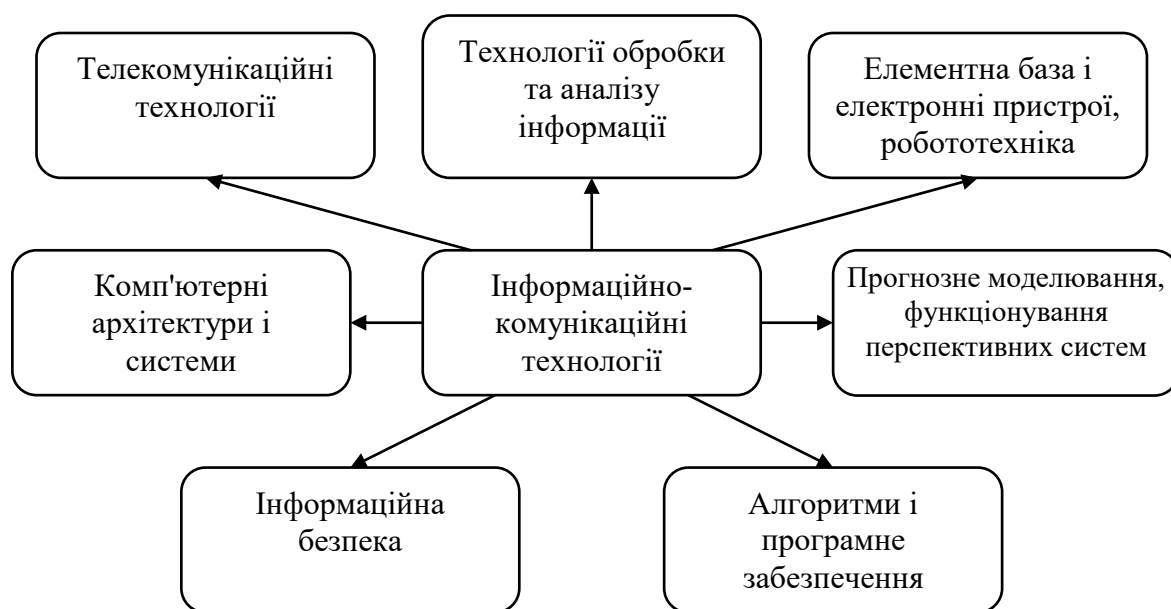 Телекомунікаційні
технології
Технології обробки
та аналізу
інформації
Елементна база і
електронні пристрої,
робототехніка
Комп'ютерні
архітектури і
системи
Інформаційно-
комунікаційні
технології
Прогнозне моделювання,
функціонування
перспективних систем
Інформаційна
безпека
Алгоритми і
програмне
забезпечення